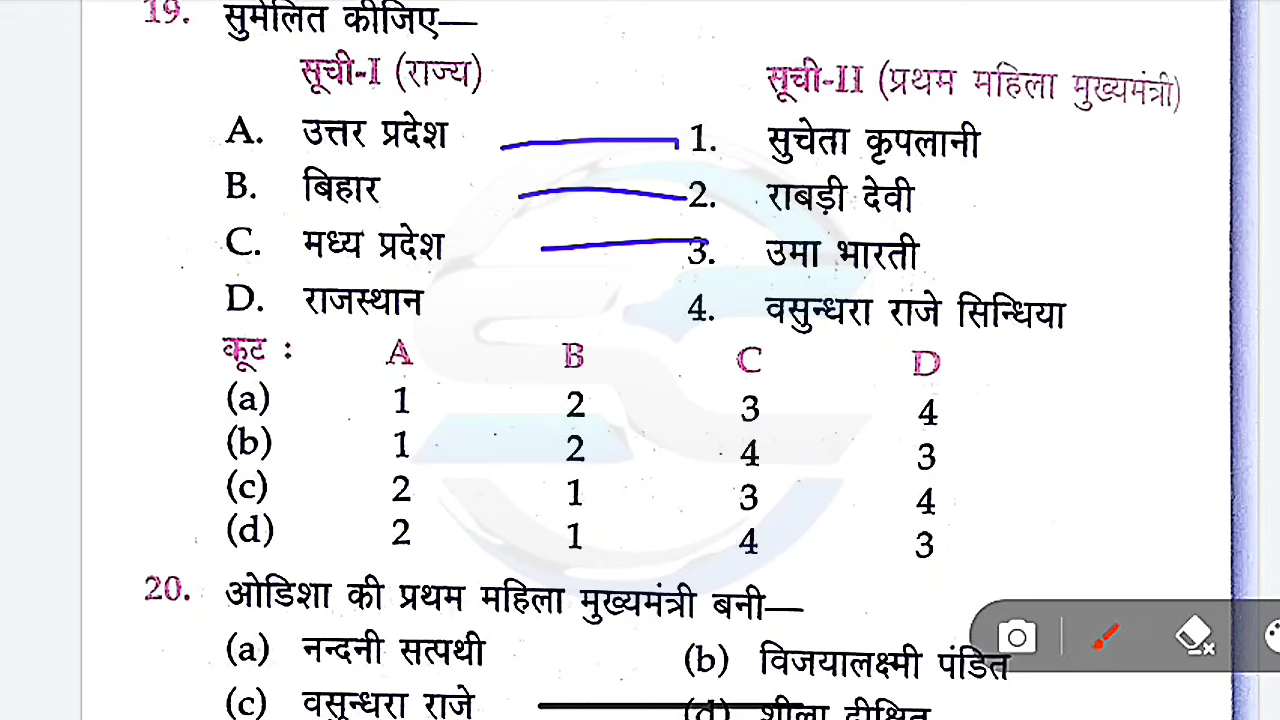 19. सुमेलित कीजिए—
सूची-I (राज्य) सूची-II (प्रथम महिला मुख्यमंत्री)
A. उत्तर प्रदेश 1. सुचेता कृपलानी
B. बिहार 2. राबड़ी देवी
C. मध्य प्रदेश 3. उमा भारती
D. राजस्थान 4. वसुन्धरा राजे सिन्धिया
कूट : A B C D
(a) 1 2 3 4
(b) 1 2 4 3
(c) 2 1 3 4
(d) 2 1 4 3
20. ओडिशा की प्रथम महिला मुख्यमंत्री बनी—
(a) नन्दनी सत्पथी (b) विजयालक्ष्मी पंडित
(c) वसुन्धरा राजे (d) शीला दीक्षित